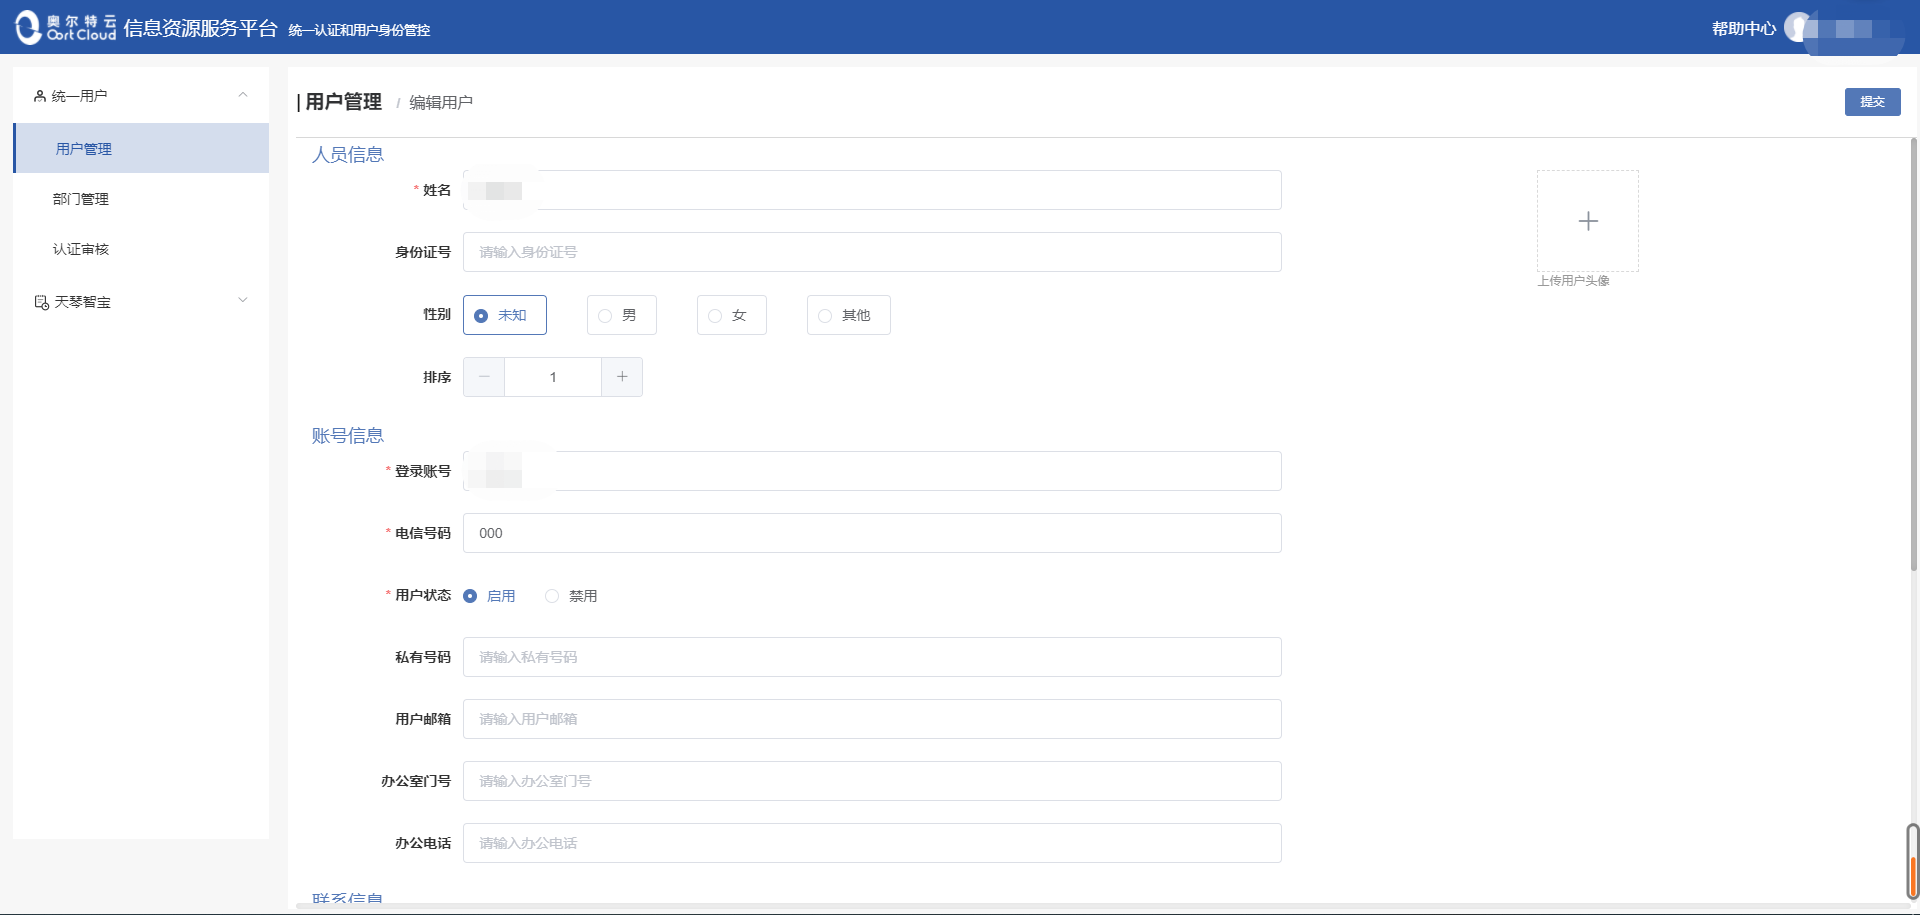 奥尔特云 Oort Cloud 信息资源服务平台 统一认证和用户身份管控
帮助中心
统一用户
用户管理
部门管理
认证审核
天琴智宝
用户管理 / 编辑用户
提交
人员信息
* 姓名
身份证号 请输入身份证号
上传用户头像
性别 未知 男 女 其他
排序 − 1 +
账号信息
* 登录账号
* 电信号码 000
* 用户状态 启用 禁用
私有号码 请输入私有号码
用户邮箱 请输入用户邮箱
办公室门号 请输入办公室门号
办公电话 请输入办公电话
联系信息